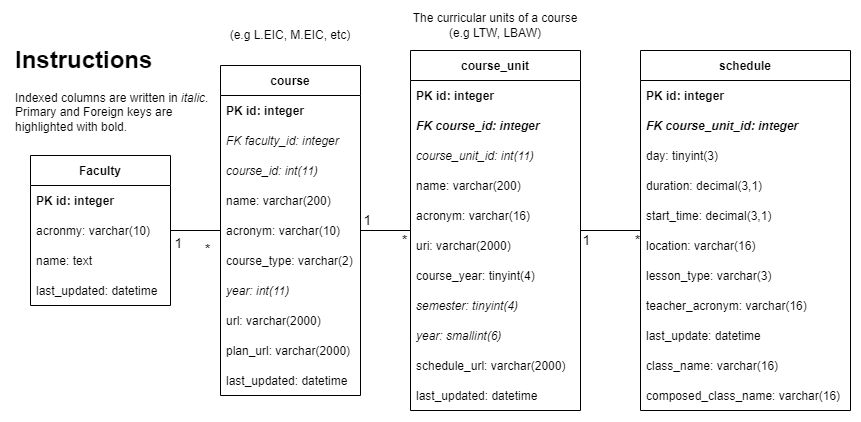 Instructions
Indexed columns are written in italic.
Primary and Foreign keys are
highlighted with bold.
Faculty
PK id: integer
acronmy: varchar(10)
name: text
last_updated: datetime
1
*
(e.g L.EIC, M.EIC, etc)
course
PK id: integer
FK faculty_id: integer
course_id: int(11)
name: varchar(200)
acronym: varchar(10)
course_type: varchar(2)
year: int(11)
url: varchar(2000)
plan_url: varchar(2000)
last_updated: datetime
1
*
The curricular units of a course
(e.g LTW, LBAW)
course_unit
PK id: integer
FK course_id: integer
course_unit_id: int(11)
name: varchar(200)
acronym: varchar(16)
uri: varchar(2000)
course_year: tinyint(4)
semester: tinyint(4)
year: smallint(6)
schedule_url: varchar(2000)
last_updated: datetime
1
*
schedule
PK id: integer
FK course_unit_id: integer
day: tinyint(3)
duration: decimal(3,1)
start_time: decimal(3,1)
location: varchar(16)
lesson_type: varchar(3)
teacher_acronym: varchar(16)
last_update: datetime
class_name: varchar(16)
composed_class_name: varchar(16)